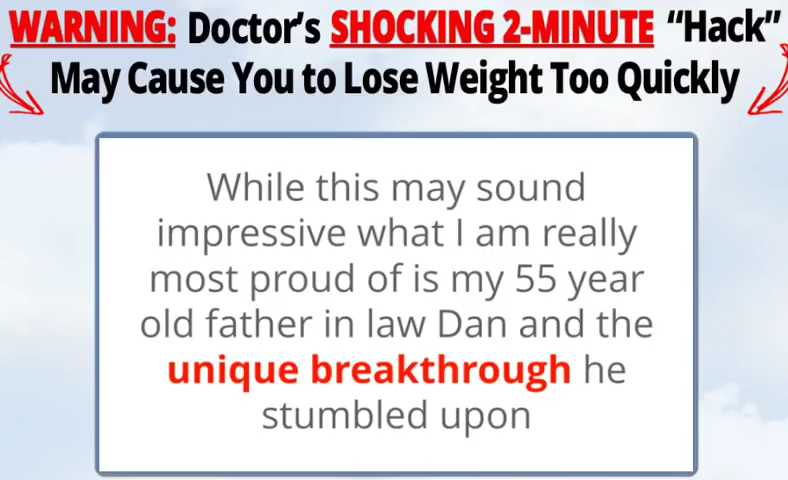 WARNING: Doctor's SHOCKING 2-MINUTE “Hack”
May Cause You to Lose Weight Too Quickly
While this may sound
impressive what I am really
most proud of is my 55 year
old father in law Dan and the
unique breakthrough he
stumbled upon